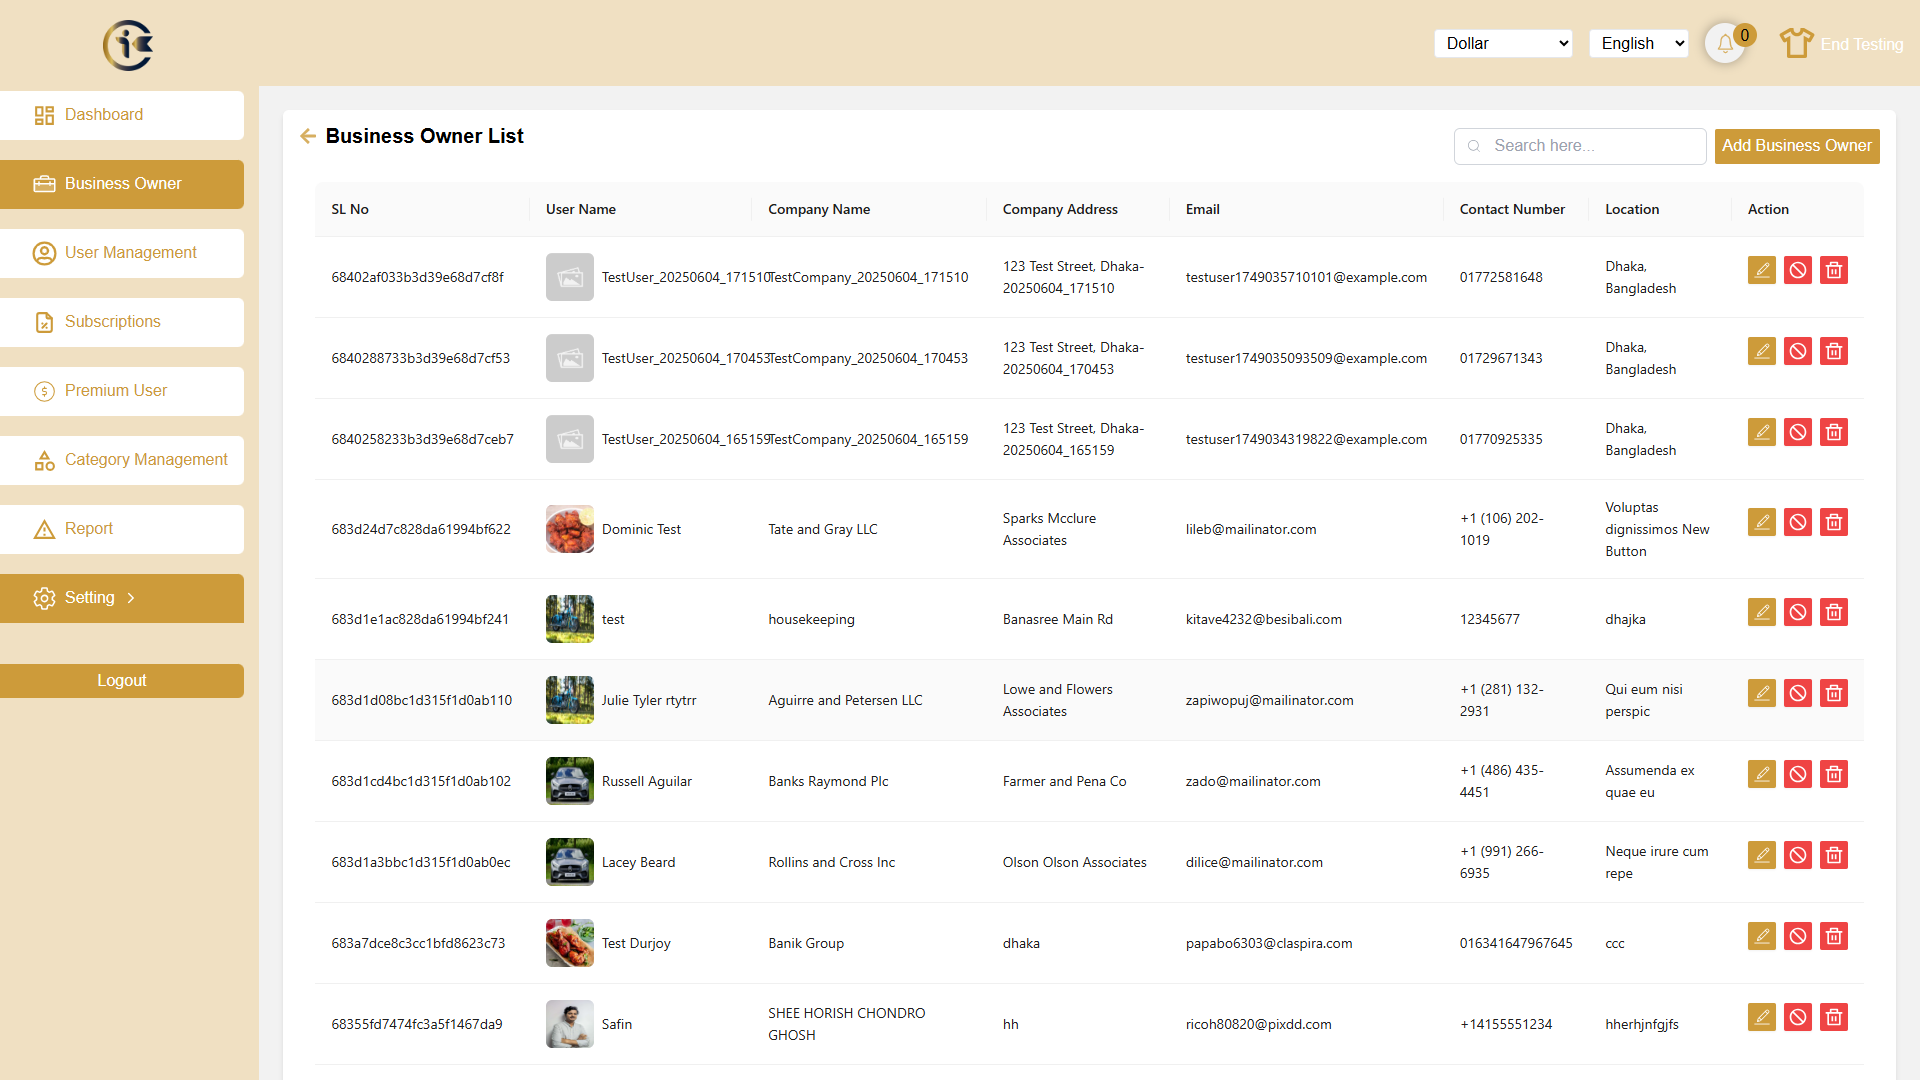 Dollar
English
0
End Testing
Dashboard
Business Owner
User Management
Subscriptions
Premium User
Category Management
Report
Setting
Logout
Business Owner List
Search here...
Add Business Owner
SL No User Name Company Name Company Address Email Contact Number Location Action
68402af033b3d39e68d7cf8f TestUser_20250604_171510 TestCompany_20250604_171510 123 Test Street, Dhaka- testuser1749035710101@example.com 01772581648 Dhaka,
20250604_171510 Bangladesh
6840288733b3d39e68d7cf53 TestUser_20250604_170453 TestCompany_20250604_170453 123 Test Street, Dhaka- testuser1749035093509@example.com 01729671343 Dhaka,
20250604_170453 Bangladesh
6840258233b3d39e68d7ceb7 TestUser_20250604_165159 TestCompany_20250604_165159 123 Test Street, Dhaka- testuser1749034319822@example.com 01770925335 Dhaka,
20250604_165159 Bangladesh
683d24d7c828da61994bf622 Dominic Test Tate and Gray LLC Sparks Mcclure lileb@mailinator.com +1 (106) 202- Voluptas
Associates 1019 dignissimos New
Button
683d1e1ac828da61994bf241 test housekeeping Banasree Main Rd kitave4232@besibali.com 12345677 dhajka
683d1d08bc1d315f1d0ab110 Julie Tyler rtytrr Aguirre and Petersen LLC Lowe and Flowers zapiwopuj@mailinator.com +1 (281) 132- Qui eum nisi
Associates 2931 perspic
683d1cd4bc1d315f1d0ab102 Russell Aguilar Banks Raymond Plc Farmer and Pena Co zado@mailinator.com +1 (486) 435- Assumenda ex
4451 quae eu
683d1a3bbc1d315f1d0ab0ec Lacey Beard Rollins and Cross Inc Olson Olson Associates dilice@mailinator.com +1 (991) 266- Neque irure cum
6935 repe
683a7dce8c3cc1bfd8623c73 Test Durjoy Banik Group dhaka papabo6303@claspira.com 016341647967645 ccc
68355fd7474fc3a5f1467da9 Safin SHEE HORISH CHONDRO hh ricoh80820@pixdd.com +14155551234 hherhjnfgjfs
GHOSH